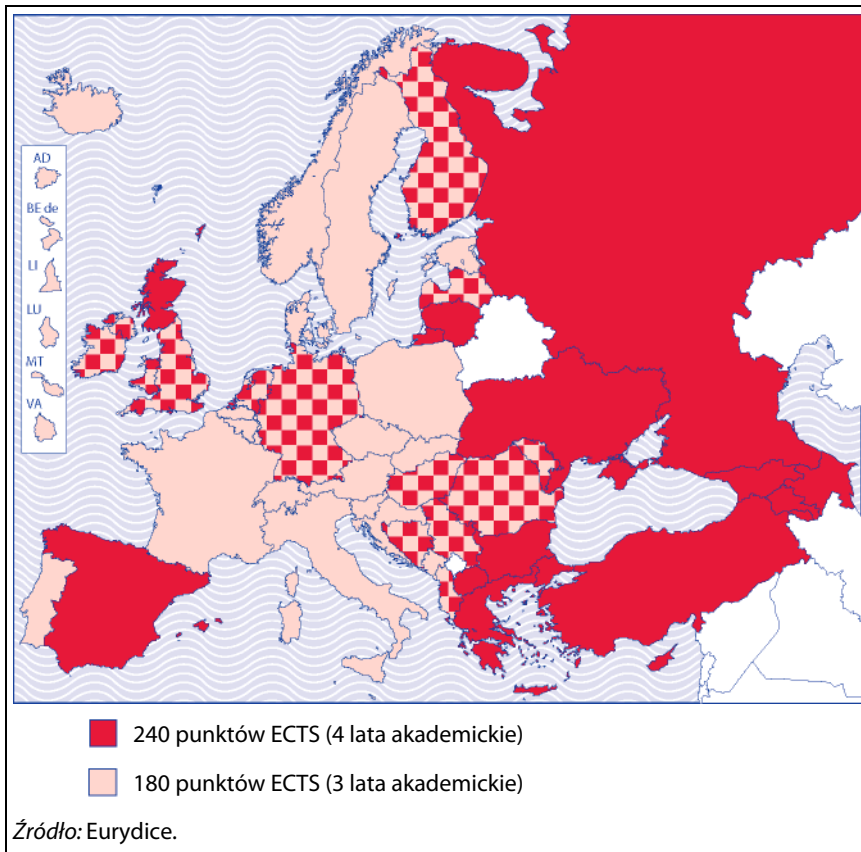 AD
BE de
LI
LU
MT
VA
240 punktów ECTS (4 lata akademickie)
180 punktów ECTS (3 lata akademickie)
Źródło: Eurydice.